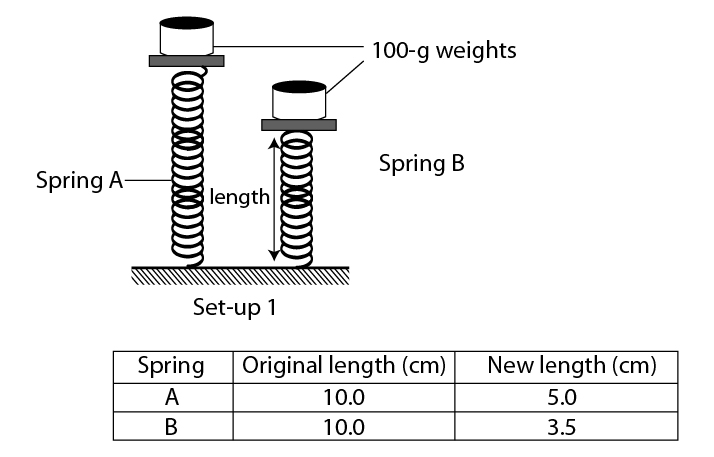 100-g weights
Spring A
length
Spring B
Set-up 1
Spring Original length (cm) New length (cm)
A 10.0 5.0
B 10.0 3.5